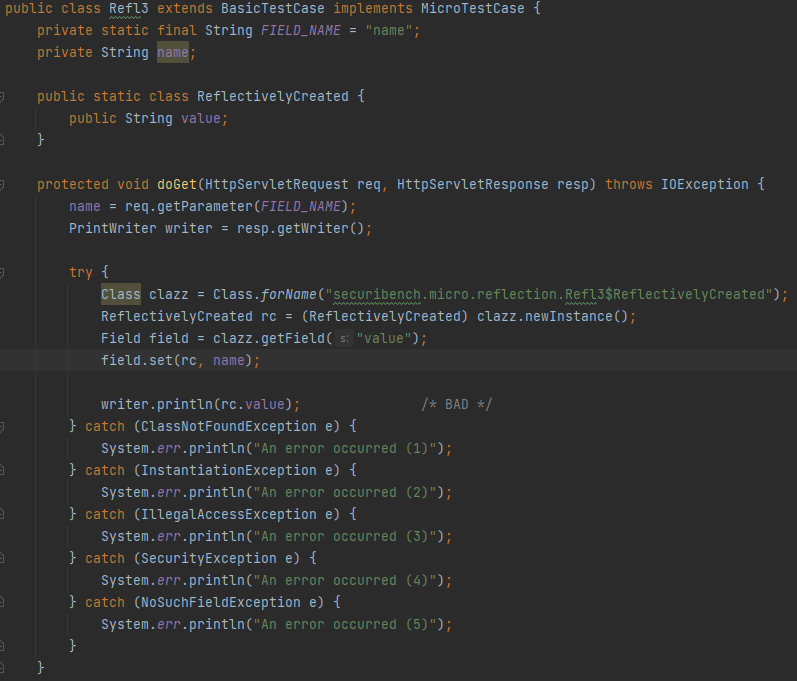 public class Refl3 extends BasicTestCase implements MicroTestCase {
    private static final String FIELD_NAME = "name";
    private String name;
    public static class ReflectivelyCreated {
        public String value;
    }
    protected void doGet(HttpServletRequest req, HttpServletResponse resp) throws IOException {
        name = req.getParameter(FIELD_NAME);
        PrintWriter writer = resp.getWriter();
        try {
            Class clazz = Class.forName("securibench.micro.reflection.Refl3$ReflectivelyCreated");
            ReflectivelyCreated rc = (ReflectivelyCreated) clazz.newInstance();
            Field field = clazz.getField( s: "value");
            field.set(rc, name);
            writer.println(rc.value);               /* BAD */
        } catch (ClassNotFoundException e) {
            System.err.println("An error occurred (1)");
        } catch (InstantiationException e) {
            System.err.println("An error occurred (2)");
        } catch (IllegalAccessException e) {
            System.err.println("An error occurred (3)");
        } catch (SecurityException e) {
            System.err.println("An error occurred (4)");
        } catch (NoSuchFieldException e) {
            System.err.println("An error occurred (5)");
        }
    }